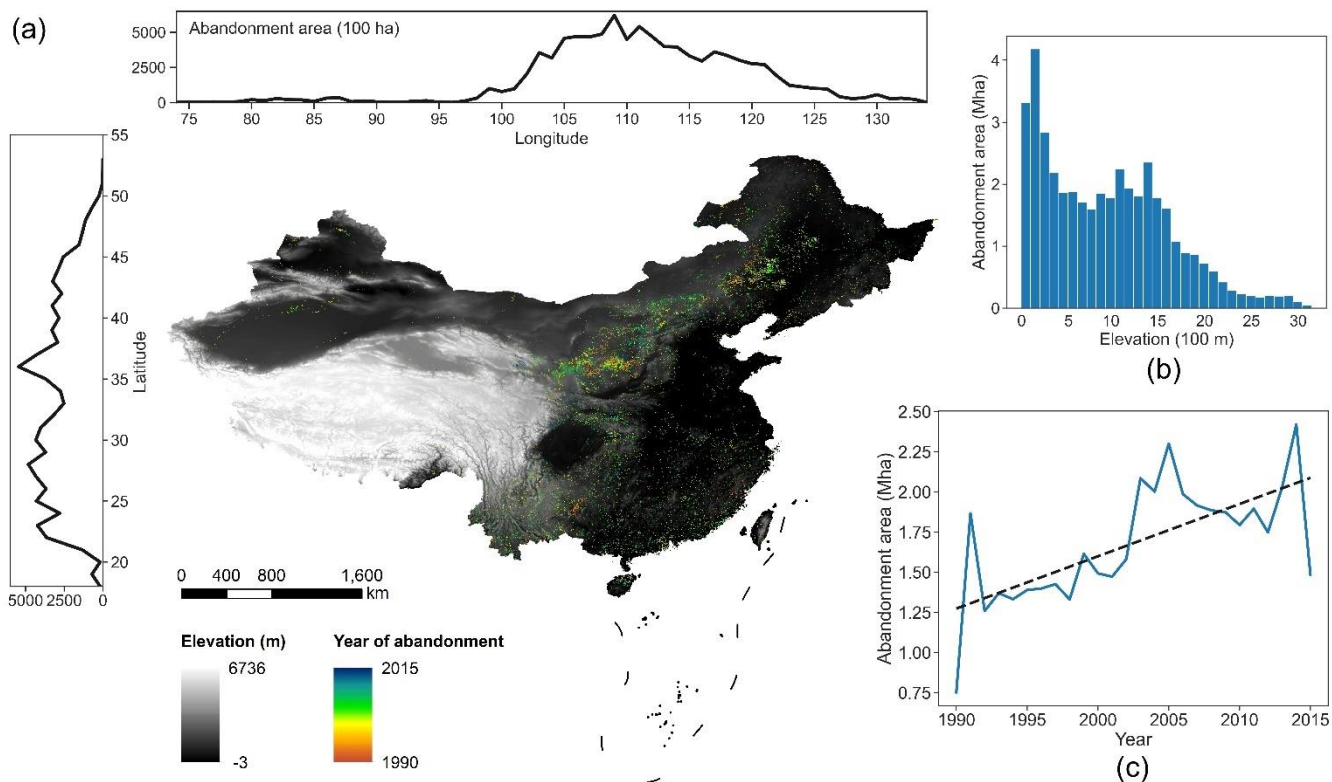 (a)
Abandonment area (100 ha)
5000
2500
0
75 80 85 90 95 100 105 110 115 120 125 130
Longitude
55
50
45
40
35
30
25
20
Latitude
5000 2500 0
0 400 800 1,600
km
Elevation (m)
6736
-3
Year of abandonment
2015
1990
Abandonment area (Mha)
4
3
2
1
0
0 5 10 15 20 25 30
Elevation (100 m)
(b)
Abandonment area (Mha)
2.50
2.25
2.00
1.75
1.50
1.25
1.00
0.75
1990 1995 2000 2005 2010 2015
Year
(c)